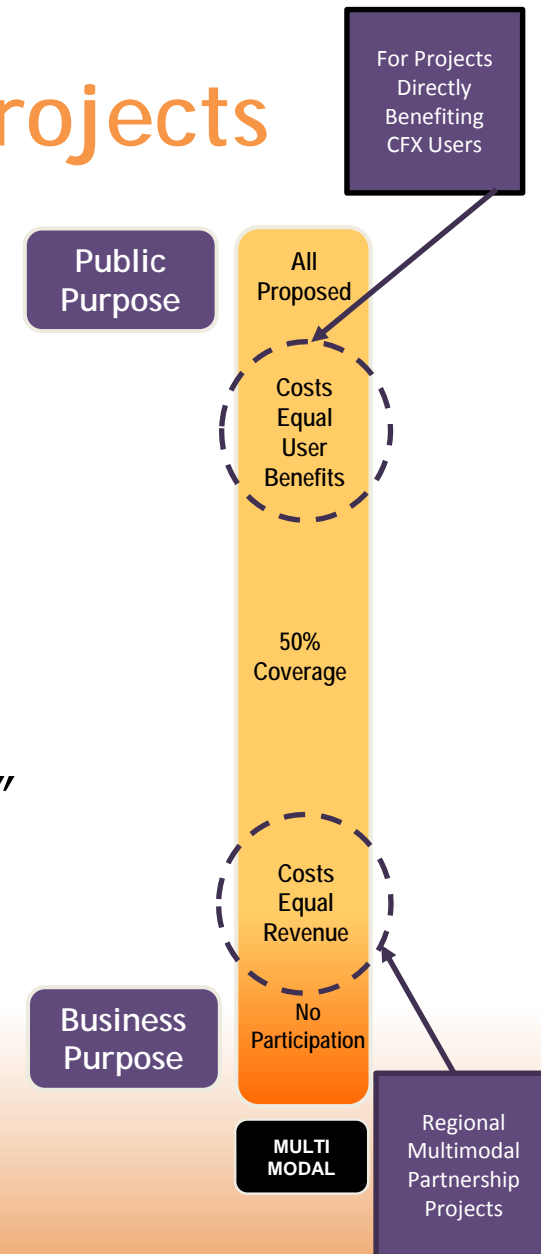 rojects
For Projects
Directly
Benefiting
CFX Users
Public
Purpose
All
Proposed
Costs
Equal
User
Benefits
50%
Coverage
”
Costs
Equal
Revenue
No
Participation
Business
Purpose
MULTI
MODAL
Regional
Multimodal
Partnership
Projects